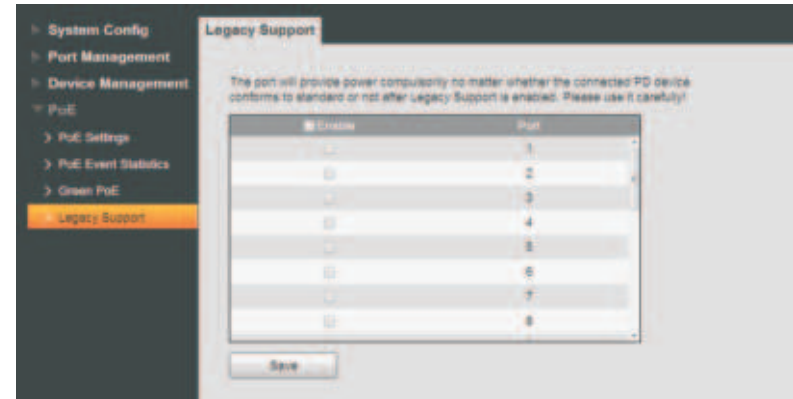 System Config
Port Management
Device Management
PoE
PoE Settings
PoE Event Statistics
Green PoE
Legacy Support
Legacy Support
The port will provide power compulsorily no matter whether the connected PD device
conforms to standard or not after Legacy Support is enabled. Please use it carefully!
Enable Port
1
2
3
4
5
6
7
8
Save